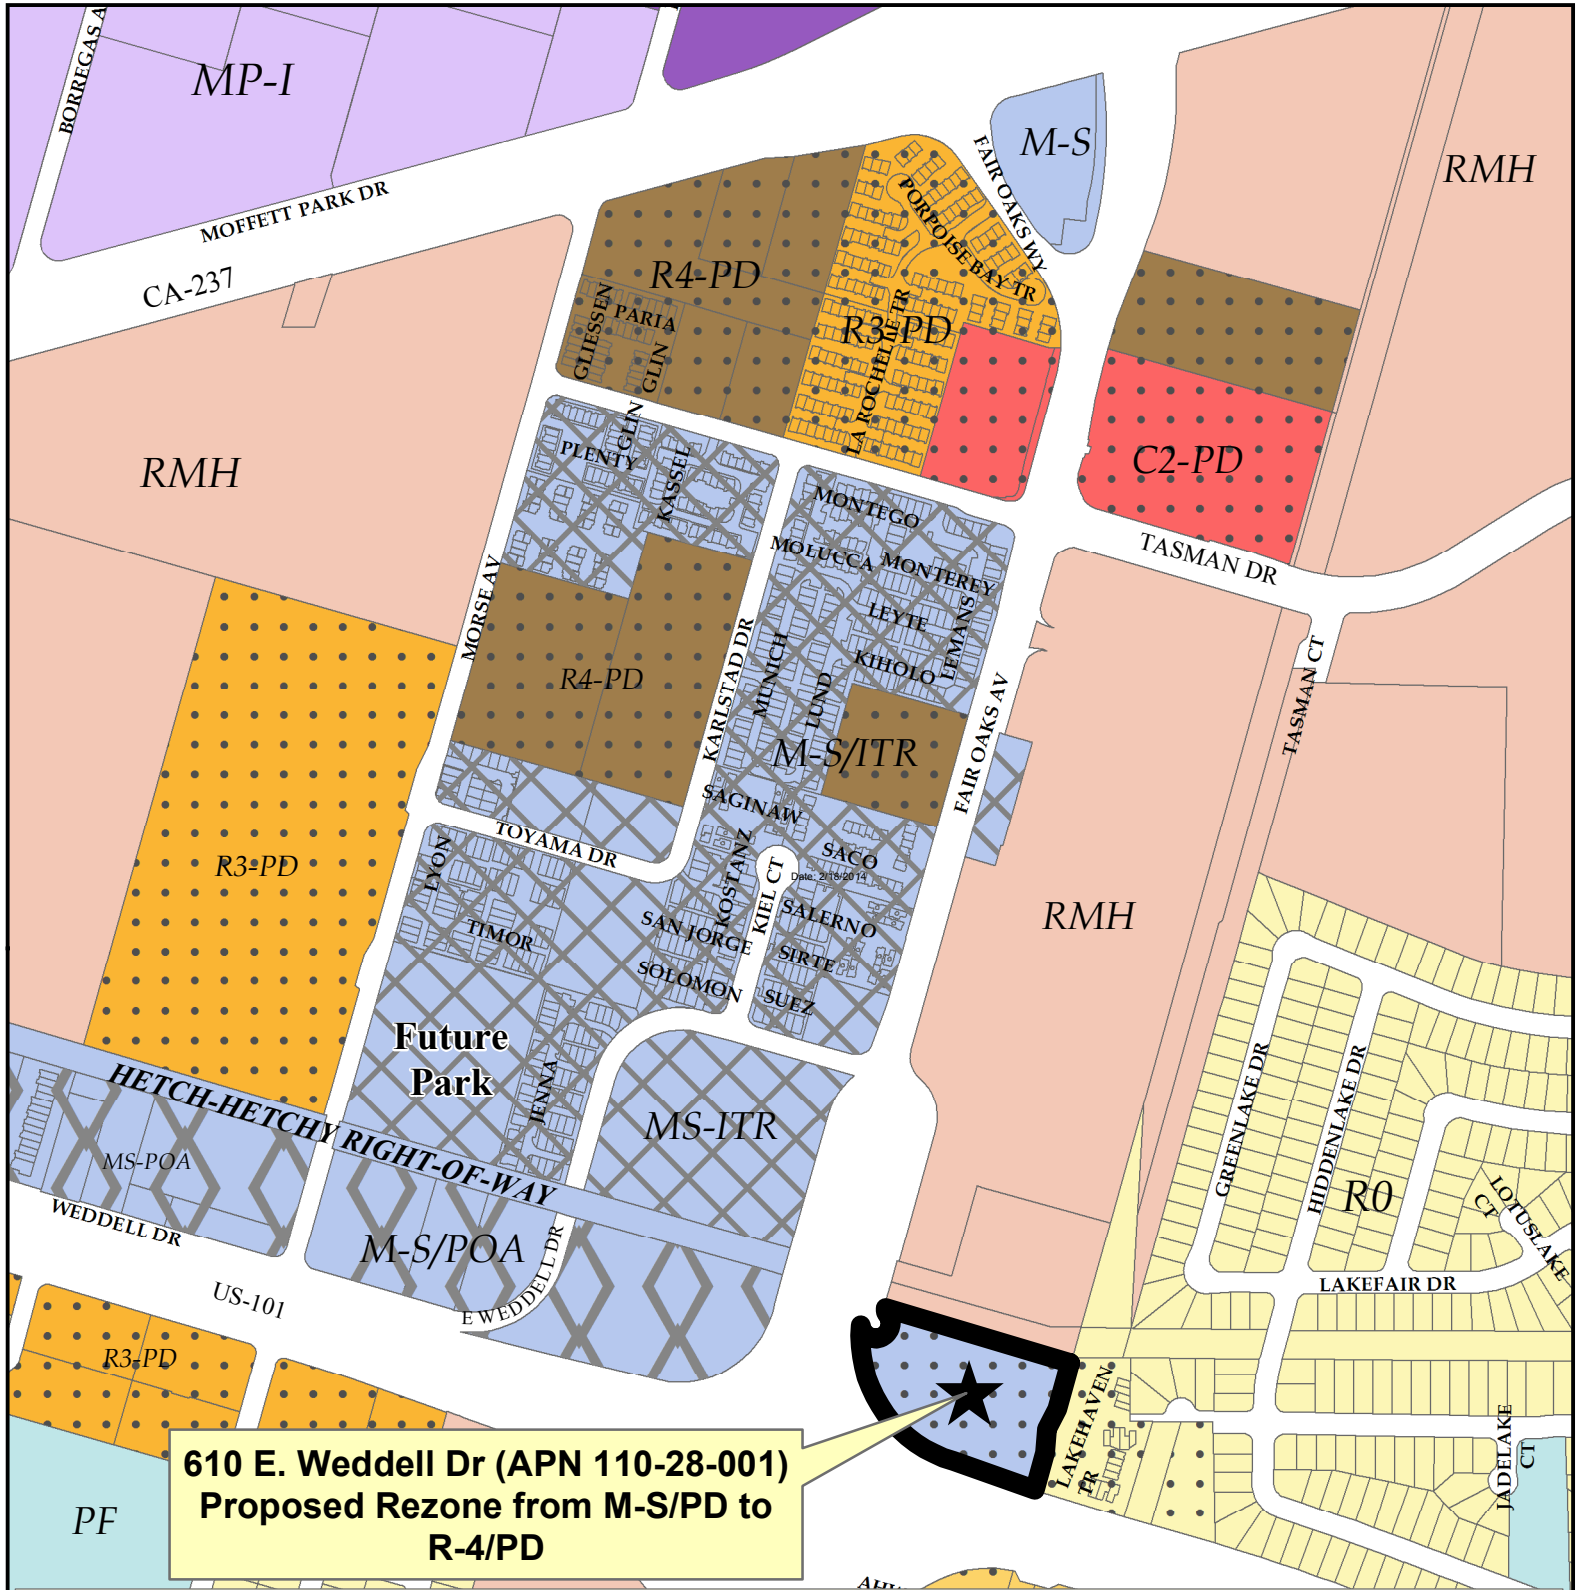 BORREGAS A
MP-I
MOFFETT PARK DR
CA-237
M-S
RMH
FAIR OAKS WY
PORPOISE BAY TR
R4-PD
R3-PD
LA ROCHELLE TR
GLIESSEN
PARIA
GLIN
GLIN
PLENTY
KASSEL
RMH
C2-PD
TASMAN DR
MONTEGO
MOLUCCA
MONTEREY
LEYTE
LEMANS
KIHOLO
MUNICH
LUND
MORSE AV
R4-PD
KARLSTAD DR
M-S/ITR
FAIR OAKS AV
TASMAN CT
SAGINAW
TOYAMA DR
SACO
Date: 2/18/2014
KOSTANZ
KIEL CT
R3-PD
LYON
TIMOR
SAN JORGE
SALERNO
SIRTE
SOLOMON
SUEZ
RMH
Future
Park
JENNA
MS-ITR
HETCH-HETCHY RIGHT-OF-WAY
MS-POA
WEDDELL DR
M-S/POA
E WEDDELL DR
US-101
GREENLAKE DR
HIDDENLAKE DR
R0
LOTUSLAKE
CT
LAKEFAIR DR
R3-PD
LAKEHAVEN
TR
JADELAKE
CT
PF
610 E. Weddell Dr (APN 110-28-001)
Proposed Rezone from M-S/PD to
R-4/PD